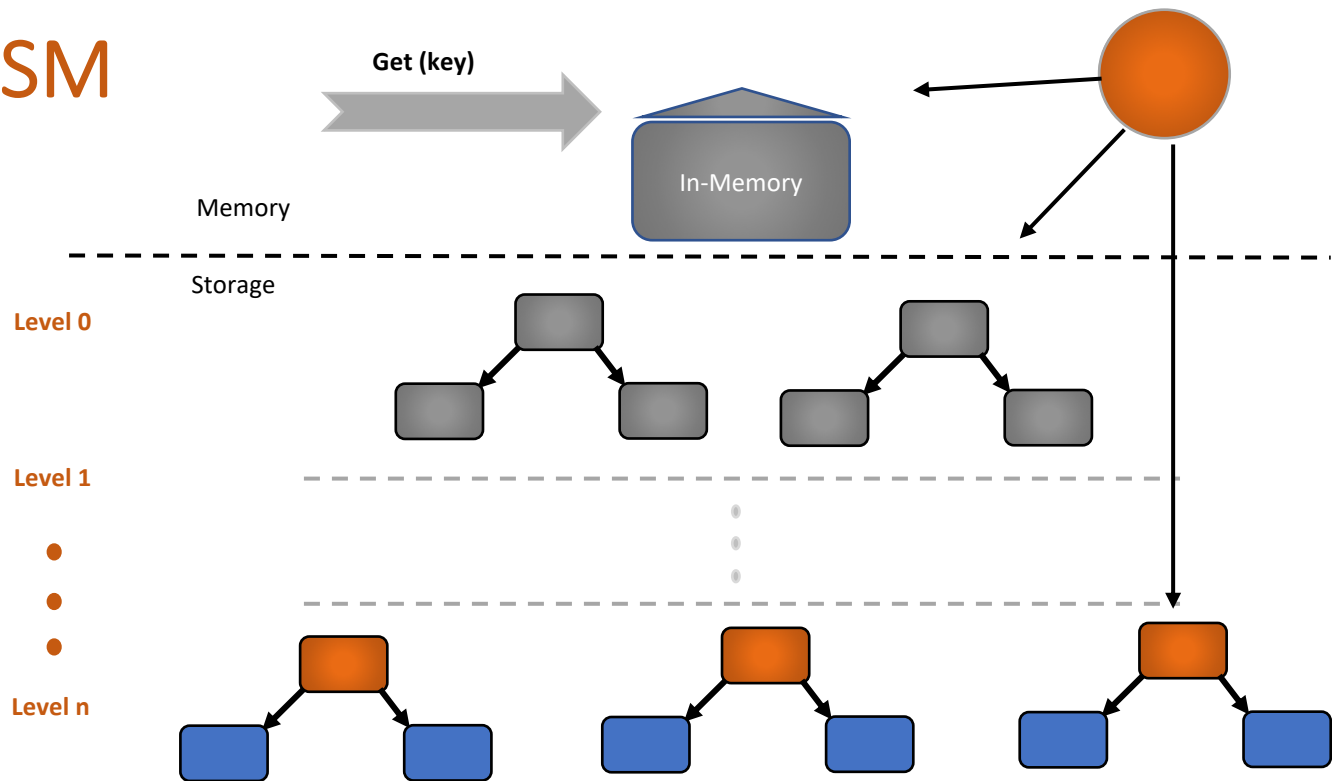 SM
Get (key)
In-Memory
Memory
Storage
Level 0
Level 1
Level n